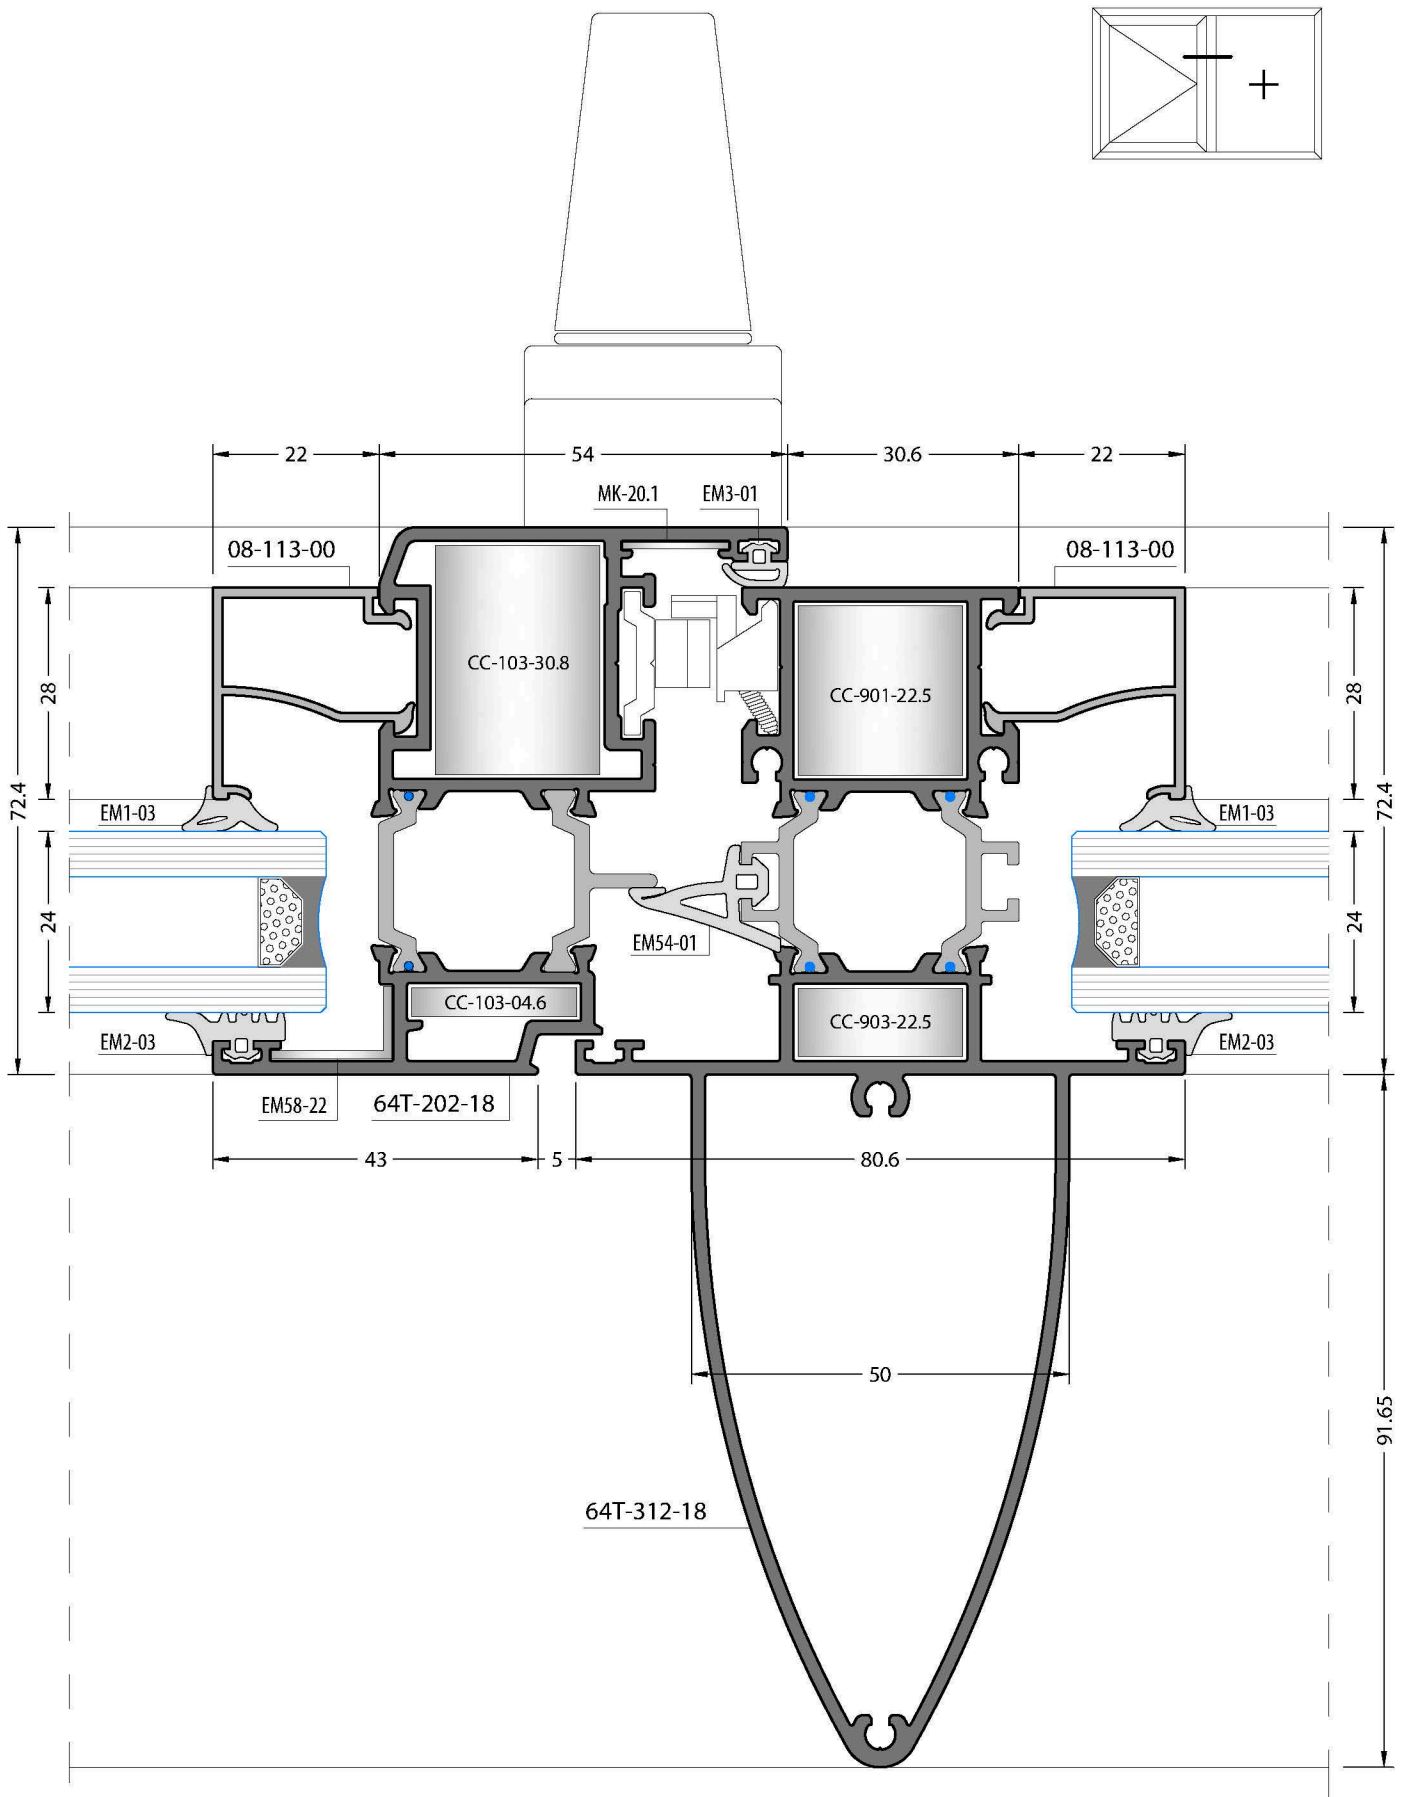 22
54
30.6
22
MK-20.1
EM3-01
08-113-00
08-113-00
CC-103-30.8
CC-901-22.5
28
28
72.4
72.4
EM1-03
EM1-03
24
24
EM54-01
CC-103-04.6
CC-903-22.5
EM2-03
EM2-03
EM58-22
64T-202-18
43
5
80.6
50
91.65
64T-312-18